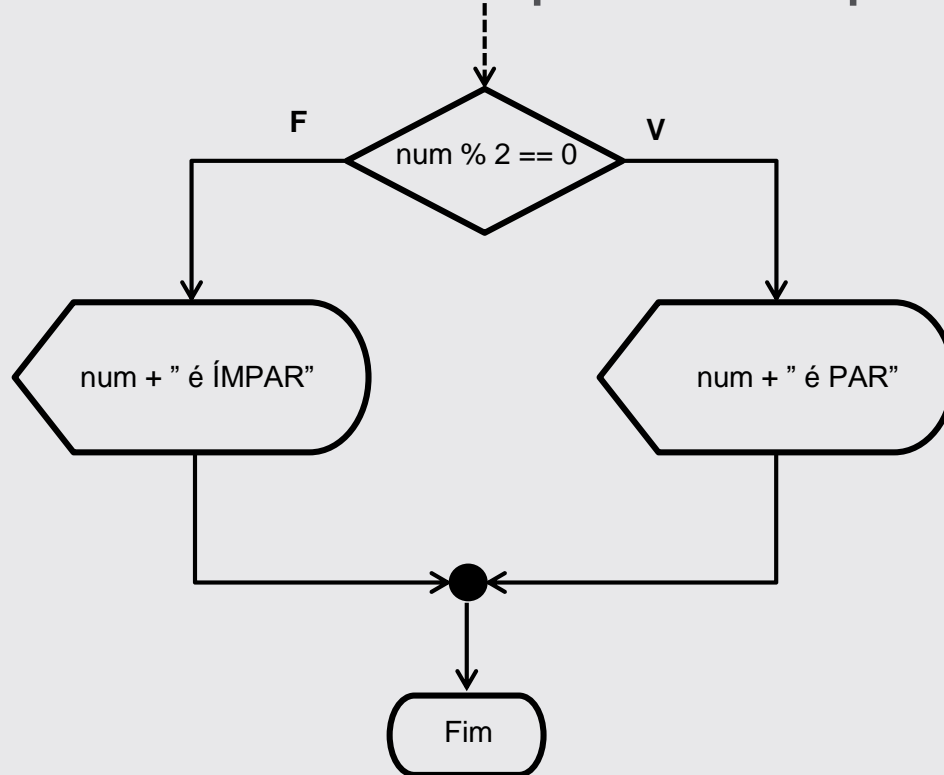 F
V
num % 2 == 0
num + ” é ÍMPAR”
num + ” é PAR”
Fim